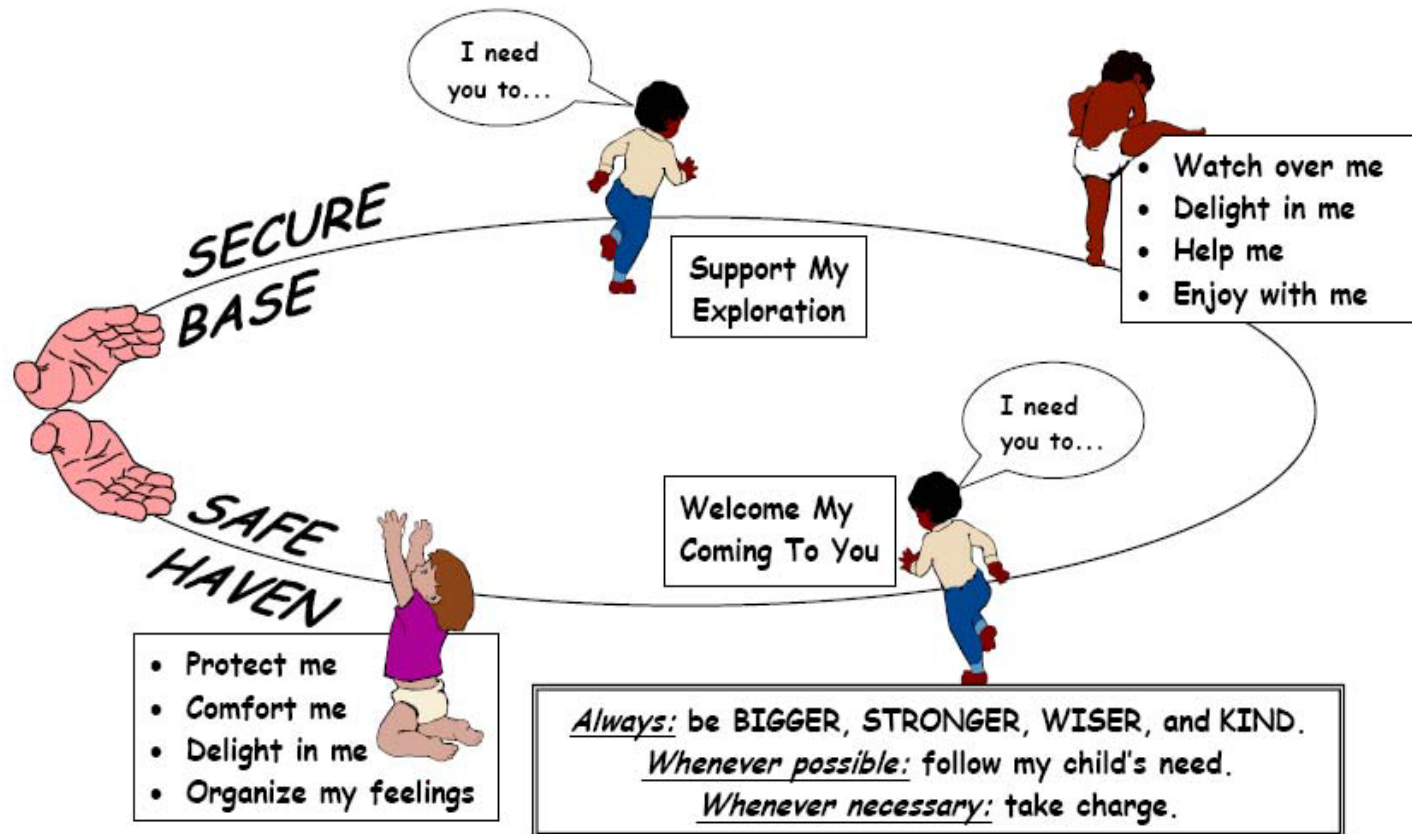 I need
you to...
SECURE
BASE
Support My
Exploration
• Watch over me
• Delight in me
• Help me
• Enjoy with me
I need
you to...
Welcome My
Coming To You
SAFE
HAVEN
• Protect me
• Comfort me
• Delight in me
• Organize my feelings
Always: be BIGGER, STRONGER, WISER, and KIND.
Whenever possible: follow my child's need.
Whenever necessary: take charge.